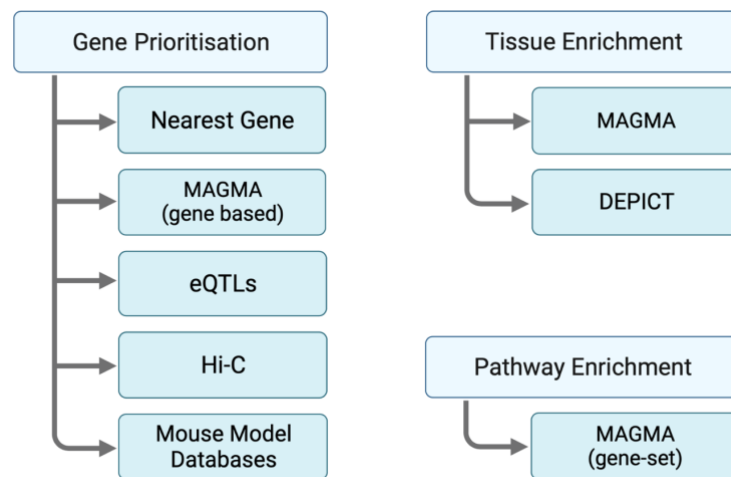 Gene Prioritisation
Nearest Gene
MAGMA
(gene based)
eQTLs
Hi-C
Mouse Model
Databases
Tissue Enrichment
MAGMA
DEPICT
Pathway Enrichment
MAGMA
(gene-set)